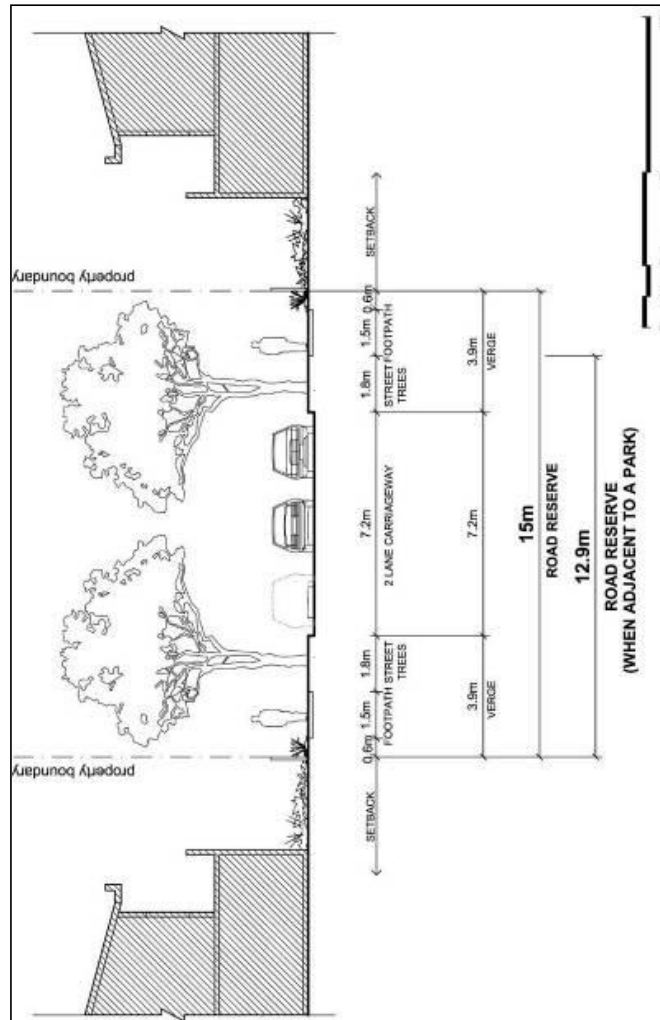 property boundary
property boundary
SETBACK
0.6m
1.5m
1.8m
7.2m
1.8m
1.5m
0.6m
SETBACK
FOOTPATH
STREET
TREES
2 LANE CARRIAGEWAY
STREET
TREES
FOOTPATH
3.9m
7.2m
3.9m
VERGE
VERGE
15m
ROAD RESERVE
12.9m
ROAD RESERVE
(WHEN ADJACENT TO A PARK)